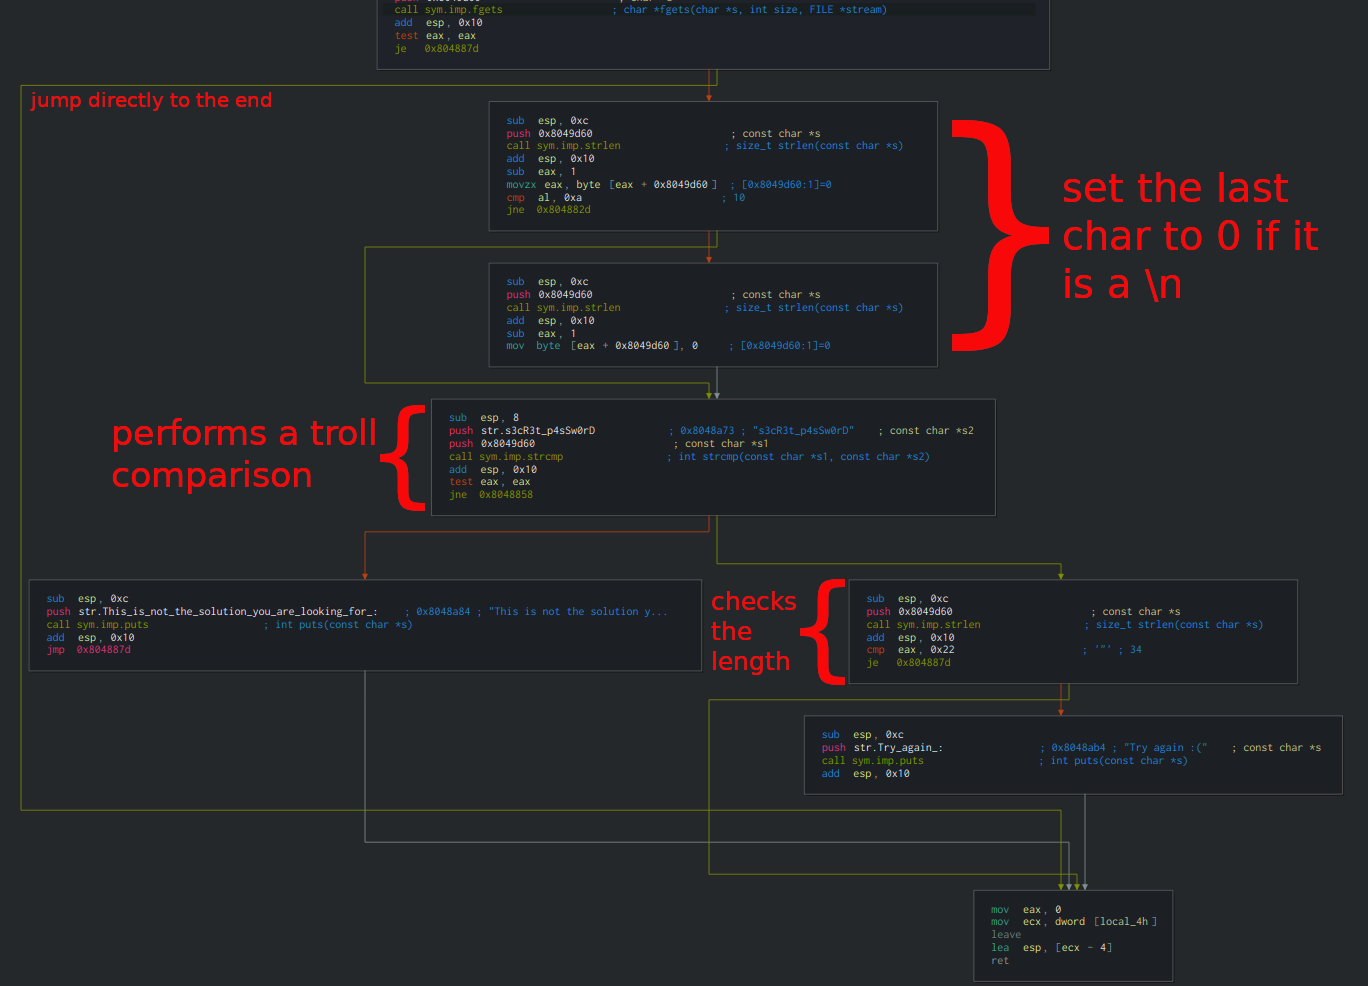 call sym.imp.fgets ; char *fgets(char *s, int size, FILE *stream)
add esp, 0x10
test eax, eax
je 0x804887d
jump directly to the end
sub esp, 0xc
push 0x8049d60 ; const char *s
call sym.imp.strlen ; size_t strlen(const char *s)
add esp, 0x10
sub eax, 1
movzx eax, byte [eax + 0x8049d60] ; [0x8049d60:1]=0
cmp al, 0xa ; 10
jne 0x804882d
set the last
char to 0 if it
is a \n
sub esp, 0xc
push 0x8049d60 ; const char *s
call sym.imp.strlen ; size_t strlen(const char *s)
add esp, 0x10
sub eax, 1
mov byte [eax + 0x8049d60], 0 ; [0x8049d60:1]=0
performs a troll
comparison
sub esp, 8
push str.s3cR3t_p4sSw0rD ; 0x8048a73 ; "s3cR3t_p4sSw0rD" ; const char *s2
push 0x8049d60 ; const char *s1
call sym.imp.strcmp ; int strcmp(const char *s1, const char *s2)
add esp, 0x10
test eax, eax
jne 0x8048858
sub esp, 0xc
push str.This_is_not_the_solution_you_are_looking_for_: ; 0x8048a84 ; "This is not the solution y...
call sym.imp.puts ; int puts(const char *s)
add esp, 0x10
jmp 0x804887d
checks
the
length
sub esp, 0xc
push 0x8049d60 ; const char *s
call sym.imp.strlen ; size_t strlen(const char *s)
add esp, 0x10
cmp eax, 0x22 ; '"' ; 34
je 0x804887d
sub esp, 0xc
push str.Try_again_: ; 0x8048ab4 ; "Try again :(" ; const char *s
call sym.imp.puts ; int puts(const char *s)
add esp, 0x10
mov eax, 0
mov ecx, dword [local_4h]
leave
lea esp, [ecx - 4]
ret